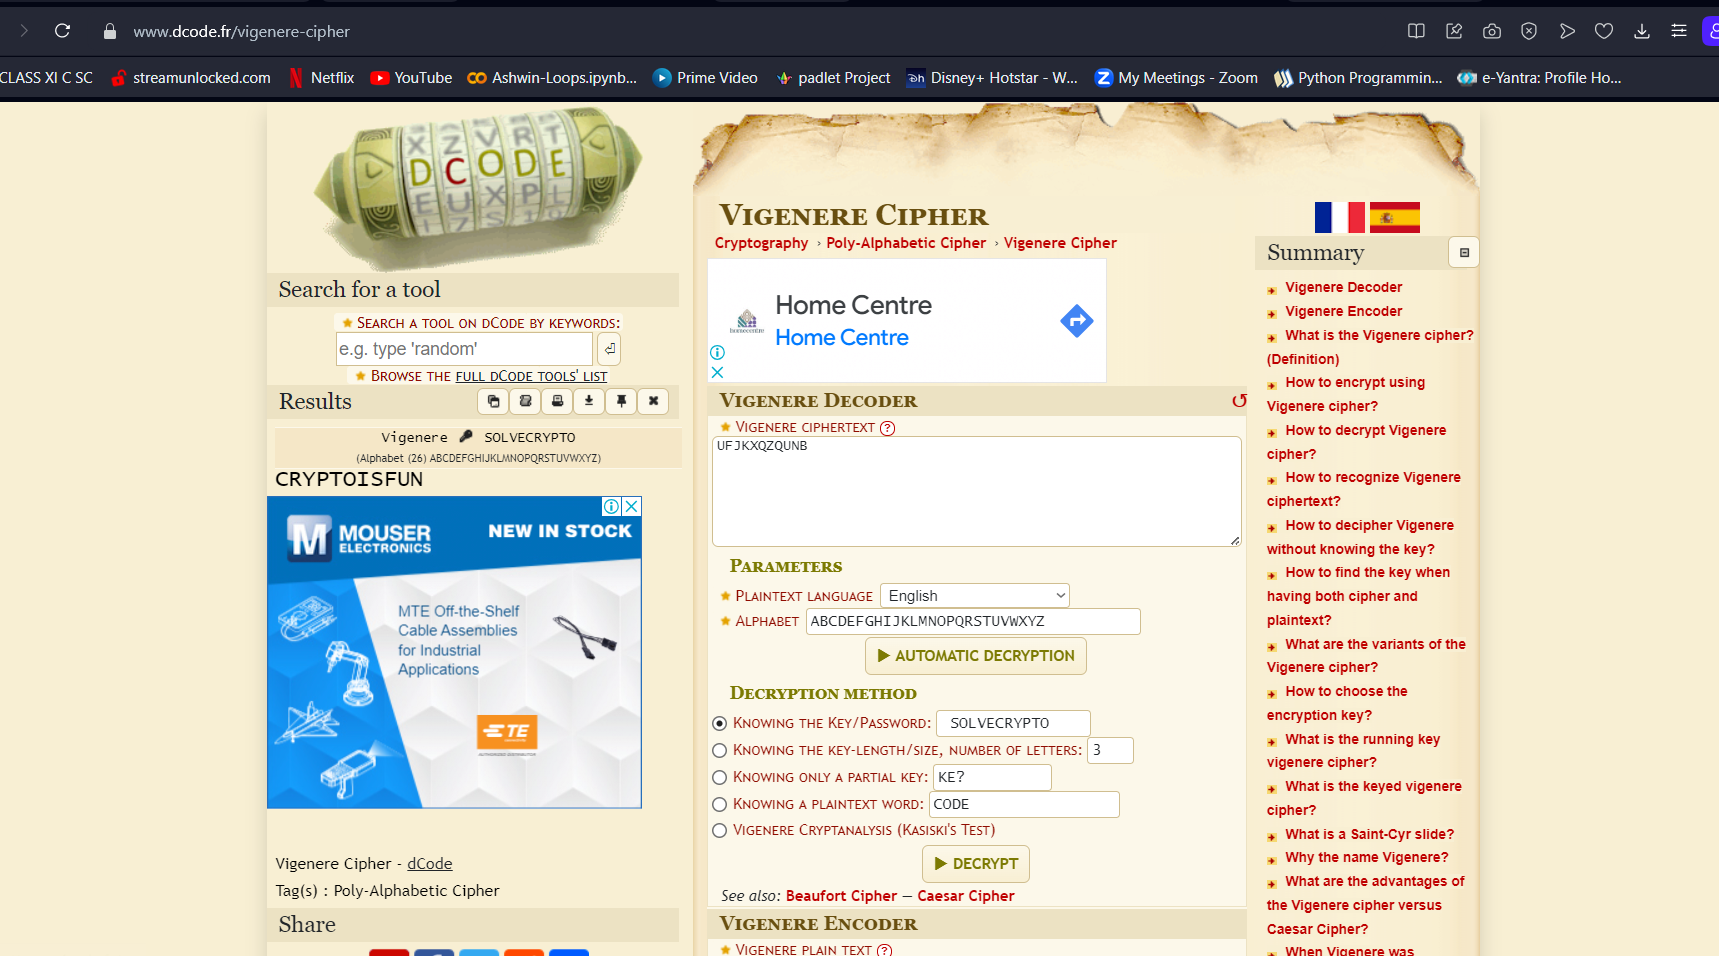 www.dcode.fr/vigenere-cipher
CLASS XI C SC
streamunlocked.com
Netflix
YouTube
Ashwin-Loops.ipynb...
Prime Video
padlet Project
Disney+ Hotstar - W...
My Meetings - Zoom
Python Programmin...
e-Yantra: Profile Ho...
DCODE
Search for a tool
SEARCH A TOOL ON DCODE BY KEYWORDS:
e.g. type 'random'
BROWSE THE FULL DCODE TOOLS' LIST
Results
Vigenere SOLVECRYPTO
(Alphabet (26) ABCDEFGHIJKLMNOPQRSTUVWXYZ)
CRYPTOISFUN
M MOUSER ELECTRONICS
NEW IN STOCK
MTE Off-the-Shelf
Cable Assemblies
for Industrial
Applications
TE
Vigenere Cipher - dCode
Tag(s) : Poly-Alphabetic Cipher
Share
VIGENERE CIPHER
Cryptography › Poly-Alphabetic Cipher › Vigenere Cipher
Home Centre
Home Centre
VIGENERE DECODER
VIGENERE CIPHERTEXT ?
UFJKXQZQUNB
PARAMETERS
PLAINTEXT LANGUAGE English
ALPHABET ABCDEFGHIJKLMNOPQRSTUVWXYZ
AUTOMATIC DECRYPTION
DECRYPTION METHOD
KNOWING THE KEY/PASSWORD: SOLVECRYPTO
KNOWING THE KEY-LENGTH/SIZE, NUMBER OF LETTERS: 3
KNOWING ONLY A PARTIAL KEY: KE?
KNOWING A PLAINTEXT WORD: CODE
VIGENERE CRYPTANALYSIS (KASISKI'S TEST)
DECRYPT
See also: Beaufort Cipher — Caesar Cipher
VIGENERE ENCODER
VIGENERE PLAIN TEXT ?
Summary
Vigenere Decoder
Vigenere Encoder
What is the Vigenere cipher?
(Definition)
How to encrypt using
Vigenere cipher?
How to decrypt Vigenere
cipher?
How to recognize Vigenere
ciphertext?
How to decipher Vigenere
without knowing the key?
How to find the key when
having both cipher and
plaintext?
What are the variants of the
Vigenere cipher?
How to choose the
encryption key?
What is the running key
vigenere cipher?
What is the keyed vigenere
cipher?
What is a Saint-Cyr slide?
Why the name Vigenere?
What are the advantages of
the Vigenere cipher versus
Caesar Cipher?
When Vigenere was